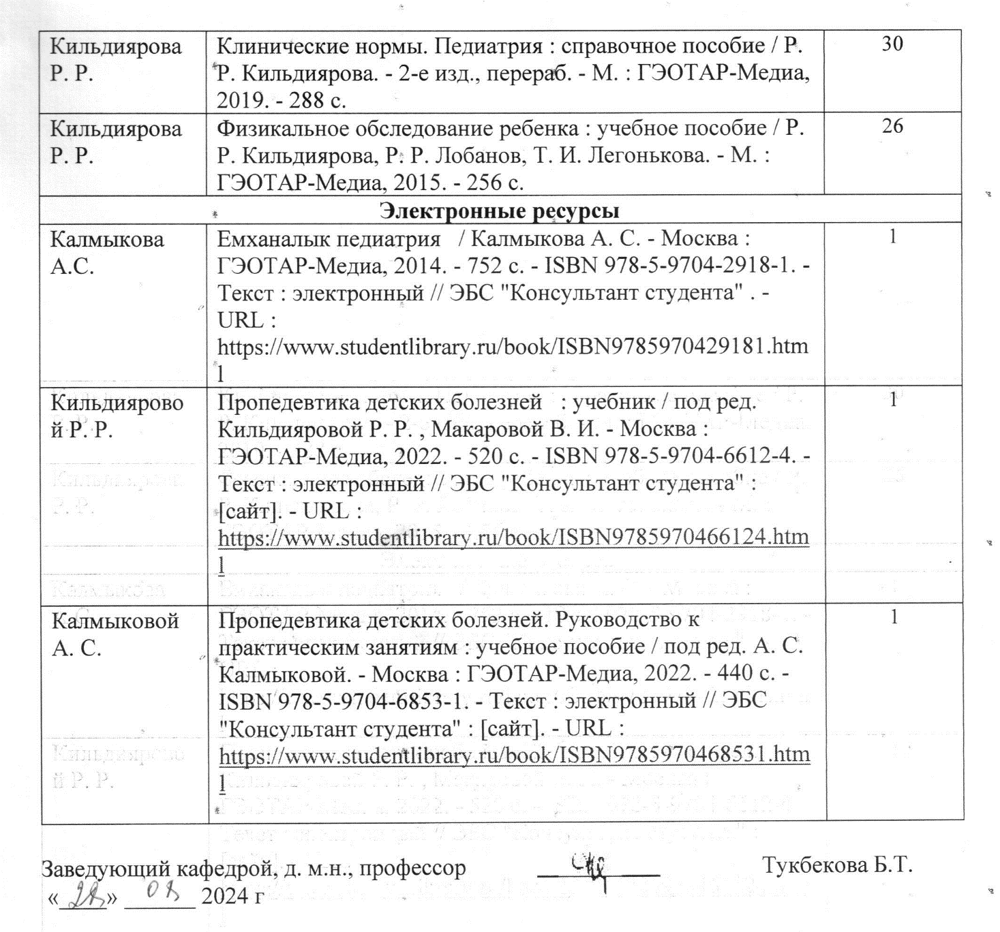 Кильдиярова
Р. Р.
Клинические нормы. Педиатрия : справочное пособие / Р.
Р. Кильдиярова. - 2-е изд., перераб. - М. : ГЭОТАР-Медиа,
2019. - 288 с.
30
Кильдиярова
Р. Р.
Физикальное обследование ребенка : учебное пособие / Р.
Р. Кильдиярова, Р. Р. Лобанов, Т. И. Легонькова. - М. :
ГЭОТАР-Медиа, 2015. - 256 с.
26
Электронные ресурсы
Калмыкова
А.С.
Емханалык педиатрия / Калмыкова А. С. - Москва :
ГЭОТАР-Медиа, 2014. - 752 с. - ISBN 978-5-9704-2918-1. -
Текст : электронный // ЭБС "Консультант студента" . -
URL :
https://www.studentlibrary.ru/book/ISBN9785970429181.htm
l
1
Кильдиярово
й Р. Р.
Пропедевтика детских болезней : учебник / под ред.
Кильдияровой Р. Р. , Макаровой В. И. - Москва :
ГЭОТАР-Медиа, 2022. - 520 с. - ISBN 978-5-9704-6612-4. -
Текст : электронный // ЭБС "Консультант студента" :
[сайт]. - URL :
https://www.studentlibrary.ru/book/ISBN9785970466124.htm
l
1
Калмыковой
А. С.
Пропедевтика детских болезней. Руководство к
практическим занятиям : учебное пособие / под ред. А. С.
Калмыковой. - Москва : ГЭОТАР-Медиа, 2022. - 440 с. -
ISBN 978-5-9704-6853-1. - Текст : электронный // ЭБС
"Консультант студента" : [сайт]. - URL :
https://www.studentlibrary.ru/book/ISBN9785970468531.htm
l
1
Заведующий кафедрой, д. м.н., профессор Тукбекова Б.Т.
« » 2024 г